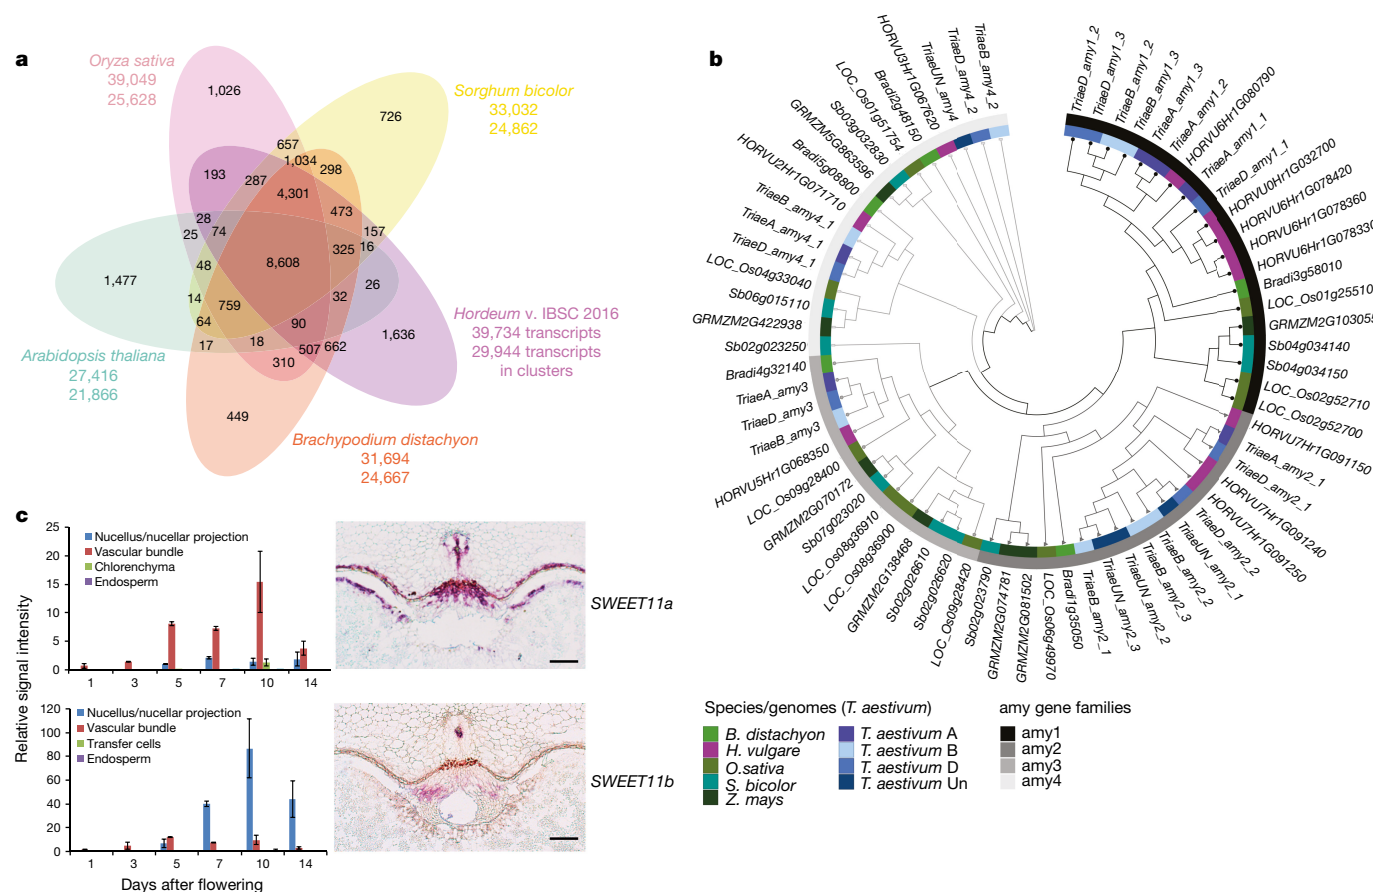 a
Oryza sativa
39,049
25,628
Sorghum bicolor
33,032
24,862
Hordeum v. IBSC 2016
39,734 transcripts
29,944 transcripts
in clusters
Brachypodium distachyon
31,694
24,667
Arabidopsis thaliana
27,416
21,866
1,026
726
657
1,034
298
193
287
4,301
473
28
25
74
157
325
16
48
8,608
26
1,477
14
759
32
64
90
1,636
17
18
507
662
310
449
b
TriaeD_amy1_2
TriaeD_amy1_3
TriaeB_amy1_2
TriaeB_amy1_3
TriaeA_amy1_3
TriaeA_amy1_2
HORVU6Hr1G080790
TriaeA_amy1_1
TriaeD_amy1_1
HORVU0Hr1G032700
HORVU6Hr1G078420
HORVU6Hr1G078360
HORVU6Hr1G078330
Bradi3g58010
LOC_Os01g25510
GRMZM2G103055
Sb04g034140
Sb04g034150
LOC_Os02g52710
LOC_Os02g52700
HORVU7Hr1G091150
TriaeA_amy2_1
TriaeD_amy2_1
HORVU7Hr1G091240
HORVU7Hr1G091250
TriaeD_amy2_2
TriaeUN_amy2_1
TriaeB_amy2_2
TriaeB_amy2_3
TriaeUN_amy2_2
TriaeUN_amy2_3
TriaeB_amy2_1
Bradi1g35050
LOC_Os06g49970
GRMZM2G081502
GRMZM2G074781
Sb02g023790
LOC_Os09g28420
Sb02g026620
Sb02g026610
GRMZM2G138468
LOC_Os08g36900
LOC_Os08g36910
Sb07g023020
GRMZM2G070172
LOC_Os09g28400
HORVU5Hr1G068350
TriaeB_amy3
TriaeD_amy3
TriaeA_amy3
Bradi4g32140
Sb02g023250
GRMZM2G422938
Sb06g015110
LOC_Os04g33040
TriaeD_amy4_1
TriaeA_amy4_1
TriaeB_amy4_1
HORVU2Hr1G071710
Bradi5g08800
GRMZM5G863596
Sb03g032830
LOC_Os01g51754
Bradi2g48150
HORVU3Hr1G067620
TriaeUN_amy4
TriaeD_amy4_2
TriaeB_amy4_2
Species/genomes (T. aestivum)
B. distachyon
H. vulgare
O.sativa
S. bicolor
Z. mays
T. aestivum A
T. aestivum B
T. aestivum D
T. aestivum Un
amy gene families
amy1
amy2
amy3
amy4
c
Relative signal intensity
25
20
15
10
5
0
Nucellus/nucellar projection
Vascular bundle
Chlorenchyma
Endosperm
1 3 5 7 10 14
SWEET11a
120
100
80
60
40
20
0
Nucellus/nucellar projection
Vascular bundle
Transfer cells
Endosperm
1 3 5 7 10 14
Days after flowering
SWEET11b